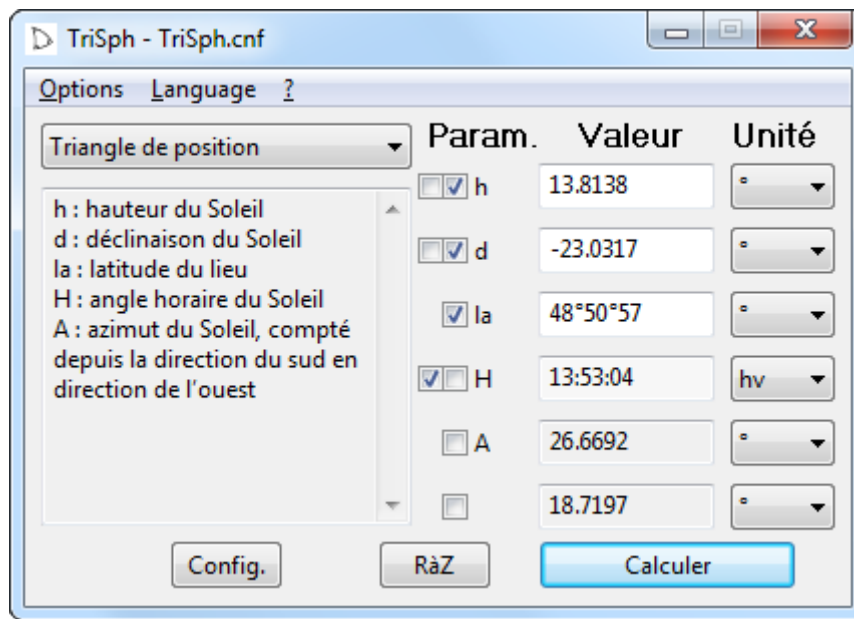 TriSph - TriSph.cnf
Options Language ?
Triangle de position
Param. Valeur Unité
h : hauteur du Soleil
d : déclinaison du Soleil
la : latitude du lieu
H : angle horaire du Soleil
A : azimut du Soleil, compté
depuis la direction du sud en
direction de l'ouest
h 13.8138 °
d -23.0317 °
la 48°50°57 °
H 13:53:04 hv
A 26.6692 °
18.7197 °
Config. RàZ Calculer